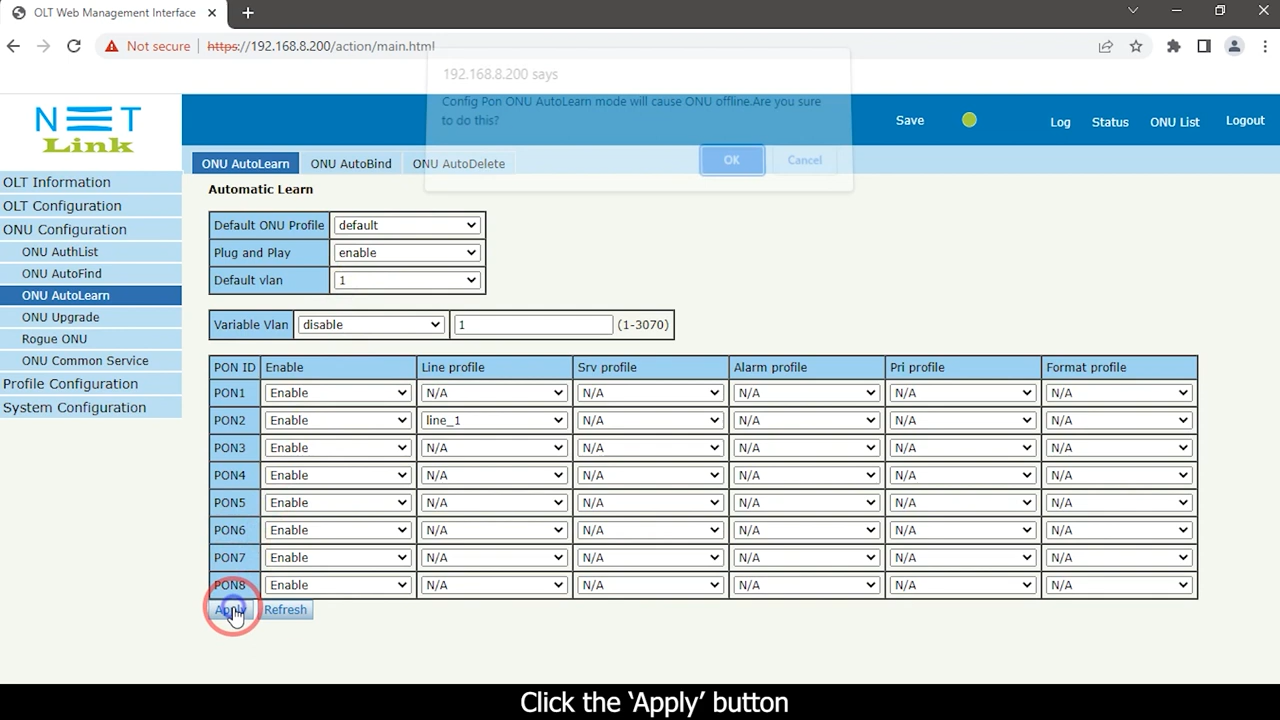 OLT Web Management Interface
Not secure https://192.168.8.200/action/main.html
192.168.8.200 says
Config Pon ONU AutoLearn mode will cause ONU offline.Are you sure
to do this?
OK Cancel
NET
Link
Save Log Status ONU List Logout
ONU AutoLearn ONU AutoBind ONU AutoDelete
OLT Information
OLT Configuration
ONU Configuration
ONU AuthList
ONU AutoFind
ONU AutoLearn
ONU Upgrade
Rogue ONU
ONU Common Service
Profile Configuration
System Configuration
Automatic Learn
Default ONU Profile default
Plug and Play enable
Default vlan 1
Variable Vlan disable 1 (1-3070)
PON ID Enable Line profile Srv profile Alarm profile Pri profile Format profile
PON1 Enable N/A N/A N/A N/A N/A
PON2 Enable line_1 N/A N/A N/A N/A
PON3 Enable N/A N/A N/A N/A N/A
PON4 Enable N/A N/A N/A N/A N/A
PON5 Enable N/A N/A N/A N/A N/A
PON6 Enable N/A N/A N/A N/A N/A
PON7 Enable N/A N/A N/A N/A N/A
PON8 Enable N/A N/A N/A N/A N/A
Apply Refresh
Click the ‘Apply’ button